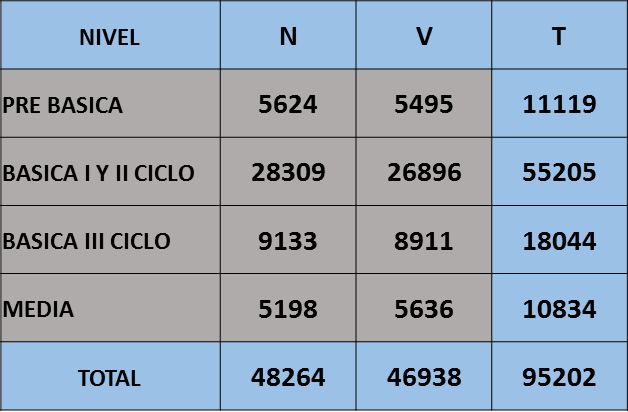 NIVEL N V T
PRE BASICA 5624 5495 11119
BASICA I Y II CICLO 28309 26896 55205
BASICA III CICLO 9133 8911 18044
MEDIA 5198 5636 10834
TOTAL 48264 46938 95202